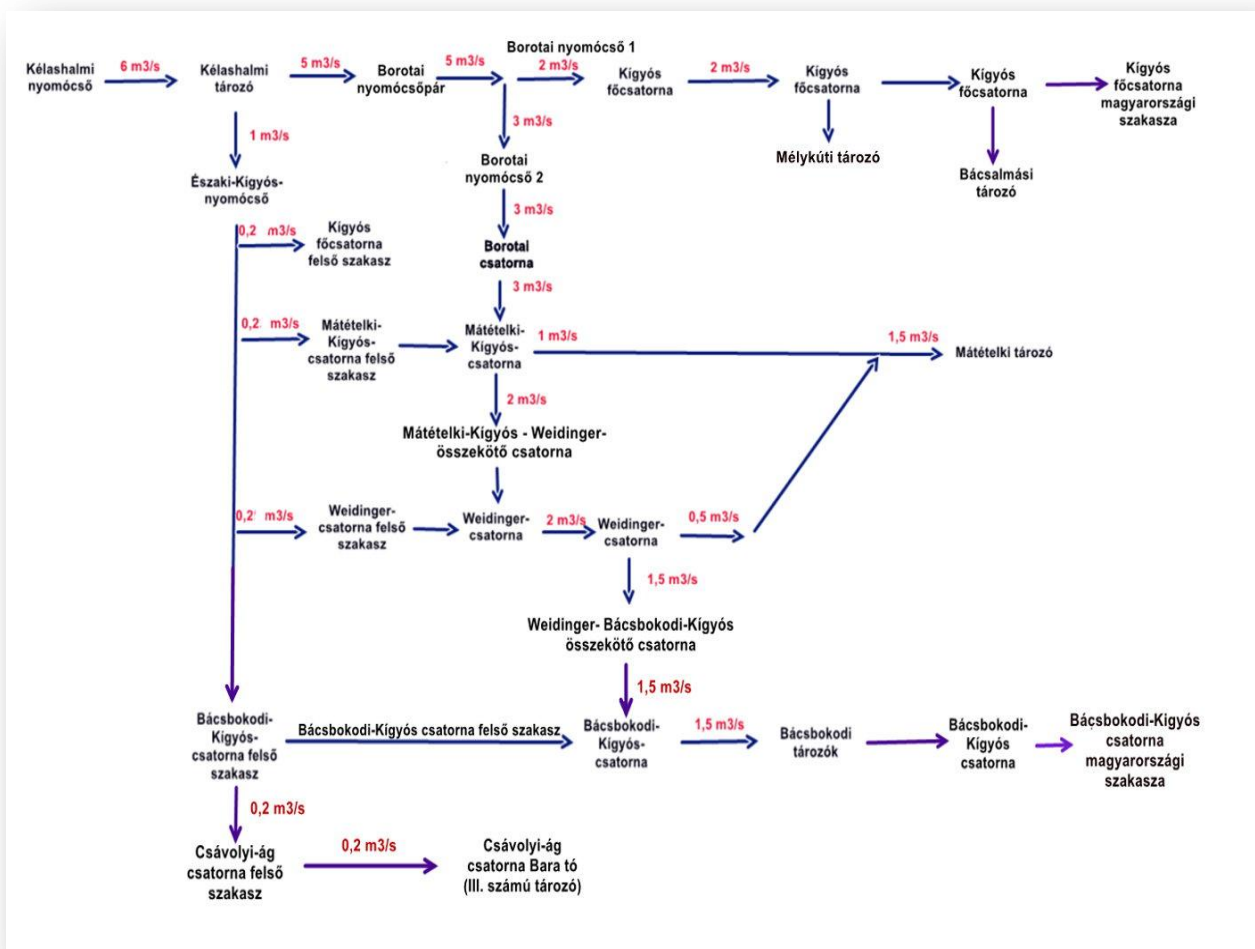 Borotai nyomócső 1
Kélashalmi
nyomócső
6 m3/s
Kélashalmi
tározó
5 m3/s
Borotai
nyomócsőpár
5 m3/s
2 m3/s
Kígyós
főcsatorna
2 m3/s
Kígyós
főcsatorna
Kígyós
főcsatorna
Kígyós
főcsatorna
magyarországi
szakasza
1 m3/s
3 m3/s
Mélykúti tározó
Bácsalmási
tározó
Északi-Kígyós-
nyomócső
Borotai
nyomócső 2
3 m3/s
0,2 m3/s
Kígyós
főcsatorna
felső szakasz
Borotai
csatorna
3 m3/s
0,2 m3/s
Mátételki-
Kígyós-
csatorna felső
szakasz
Mátételki-
Kígyós-
csatorna
1 m3/s
1,5 m3/s
Mátételki tározó
2 m3/s
Mátételki-Kígyós - Weidinger-
összekötő csatorna
0,2 m3/s
Weidinger-
csatorna felső
szakasz
Weidinger-
csatorna
2 m3/s
Weidinger-
csatorna
0,5 m3/s
1,5 m3/s
Weidinger- Bácsbokodi-Kígyós
összekötő csatorna
1,5 m3/s
Bácsbokodi-
Kígyós-
csatorna felső
szakasz
Bácsbokodi-Kígyós csatorna felső szakasz
Bácsbokodi-
Kígyós-
csatorna
1,5 m3/s
Bácsbokodi
tározók
Bácsbokodi-
Kígyós
csatorna
Bácsbokodi-Kigyós
csatorna
magyarországi
szakasza
0,2 m3/s
Csávolyi-ág
csatorna felső
szakasz
0,2 m3/s
Csávolyi-ág
csatorna Bara tó
(III. számú tározó)